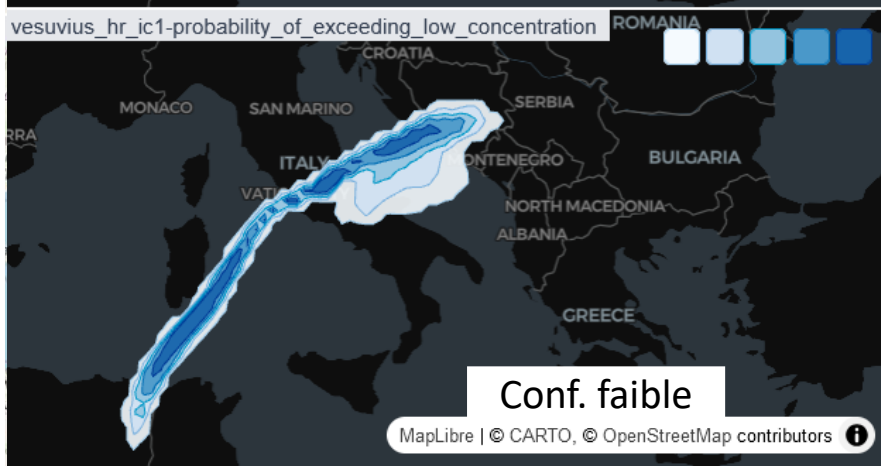 vesuvius_hr_ic1-probability_of_exceeding_low_concentration
ROMANIA
CROATIA
MONACO
SAN MARINO
SERBIA
RRA
ITALY
MONTENEGRO
BULGARIA
VATI
NORTH MACEDONIA
ALBANIA
GREECE
Conf. faible
MapLibre | © CARTO, © OpenStreetMap contributors